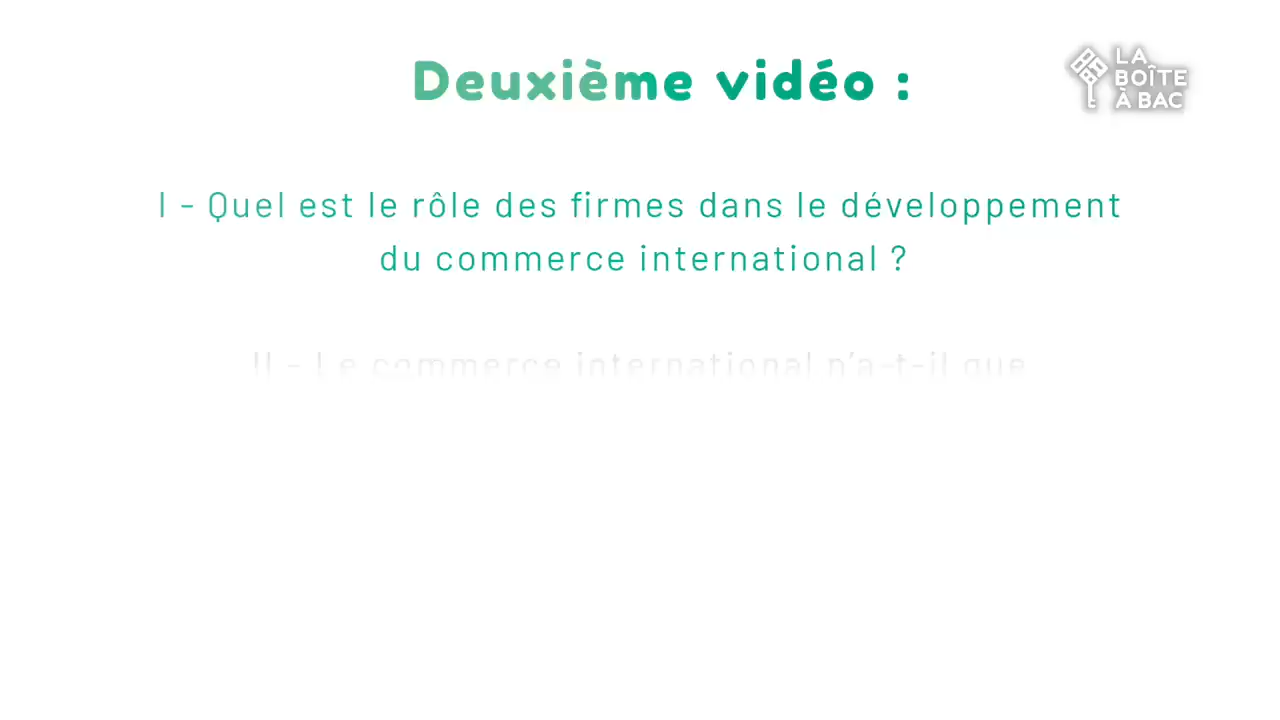 Deuxième vidéo :
LA
BOÎTE
À BAC
I - Quel est le rôle des firmes dans le développement
du commerce international ?
II - Le commerce international n'a-t-il que